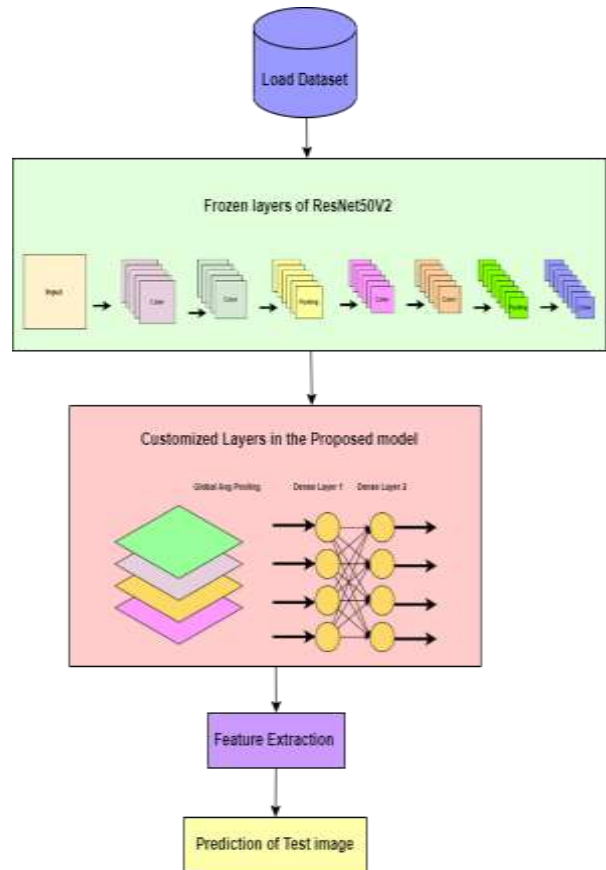 Load Dataset
Frozen layers of ResNet50V2
Input
Conv
Conv
Pooling
Conv
Conv
Pooling
Customized Layers in the Proposed model
Global Avg Pooling
Dense Layer 1
Dense Layer 2
Feature Extraction
Prediction of Test image